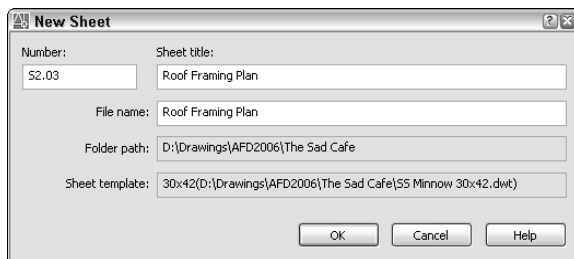 New Sheet
Number: Sheet title:
S2.03 Roof Framing Plan
File name: Roof Framing Plan
Folder path: D:\Drawings\AFD2006\The Sad Cafe
Sheet template: 30x42(D:\Drawings\AFD2006\The Sad Cafe\SS Minnow 30x42.dwt)
OK Cancel Help